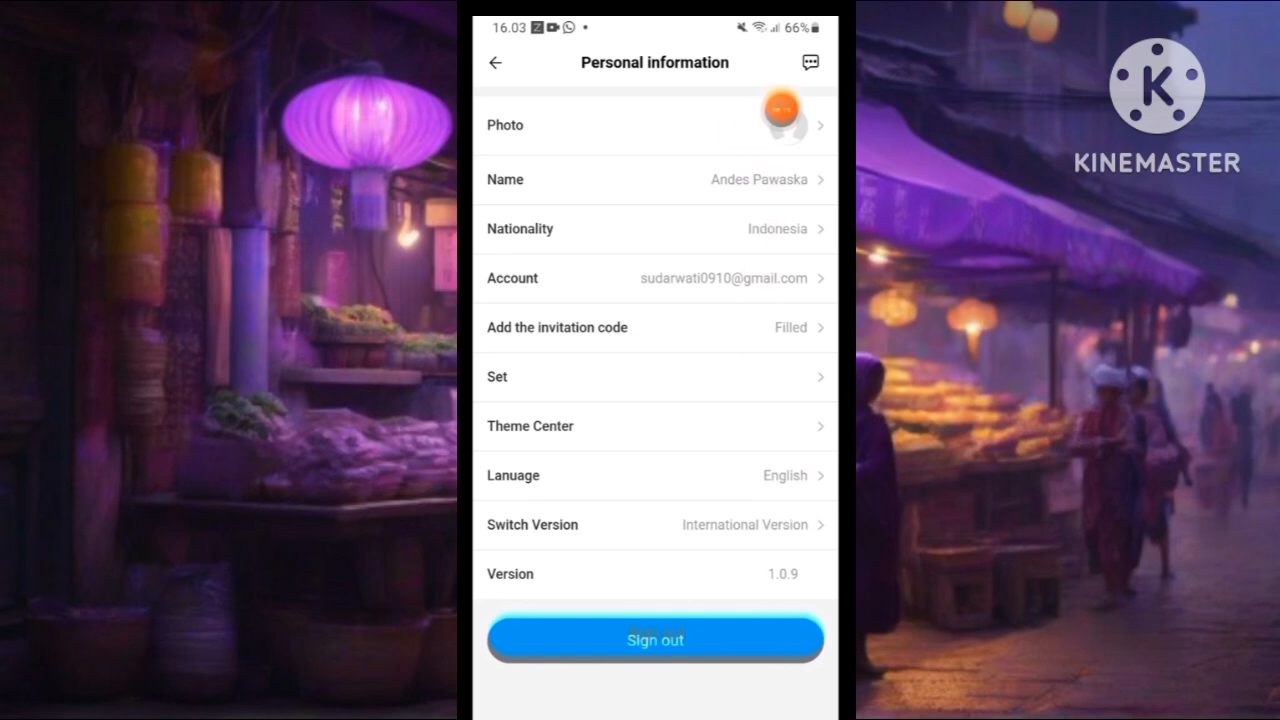 16.03 66%
Personal information
KINEMASTER
Photo
Name Andes Pawaska
Nationality Indonesia
Account sudarwati0910@gmail.com
Add the invitation code Filled
Set
Theme Center
Lanuage English
Switch Version International Version
Version 1.0.9
Sign out